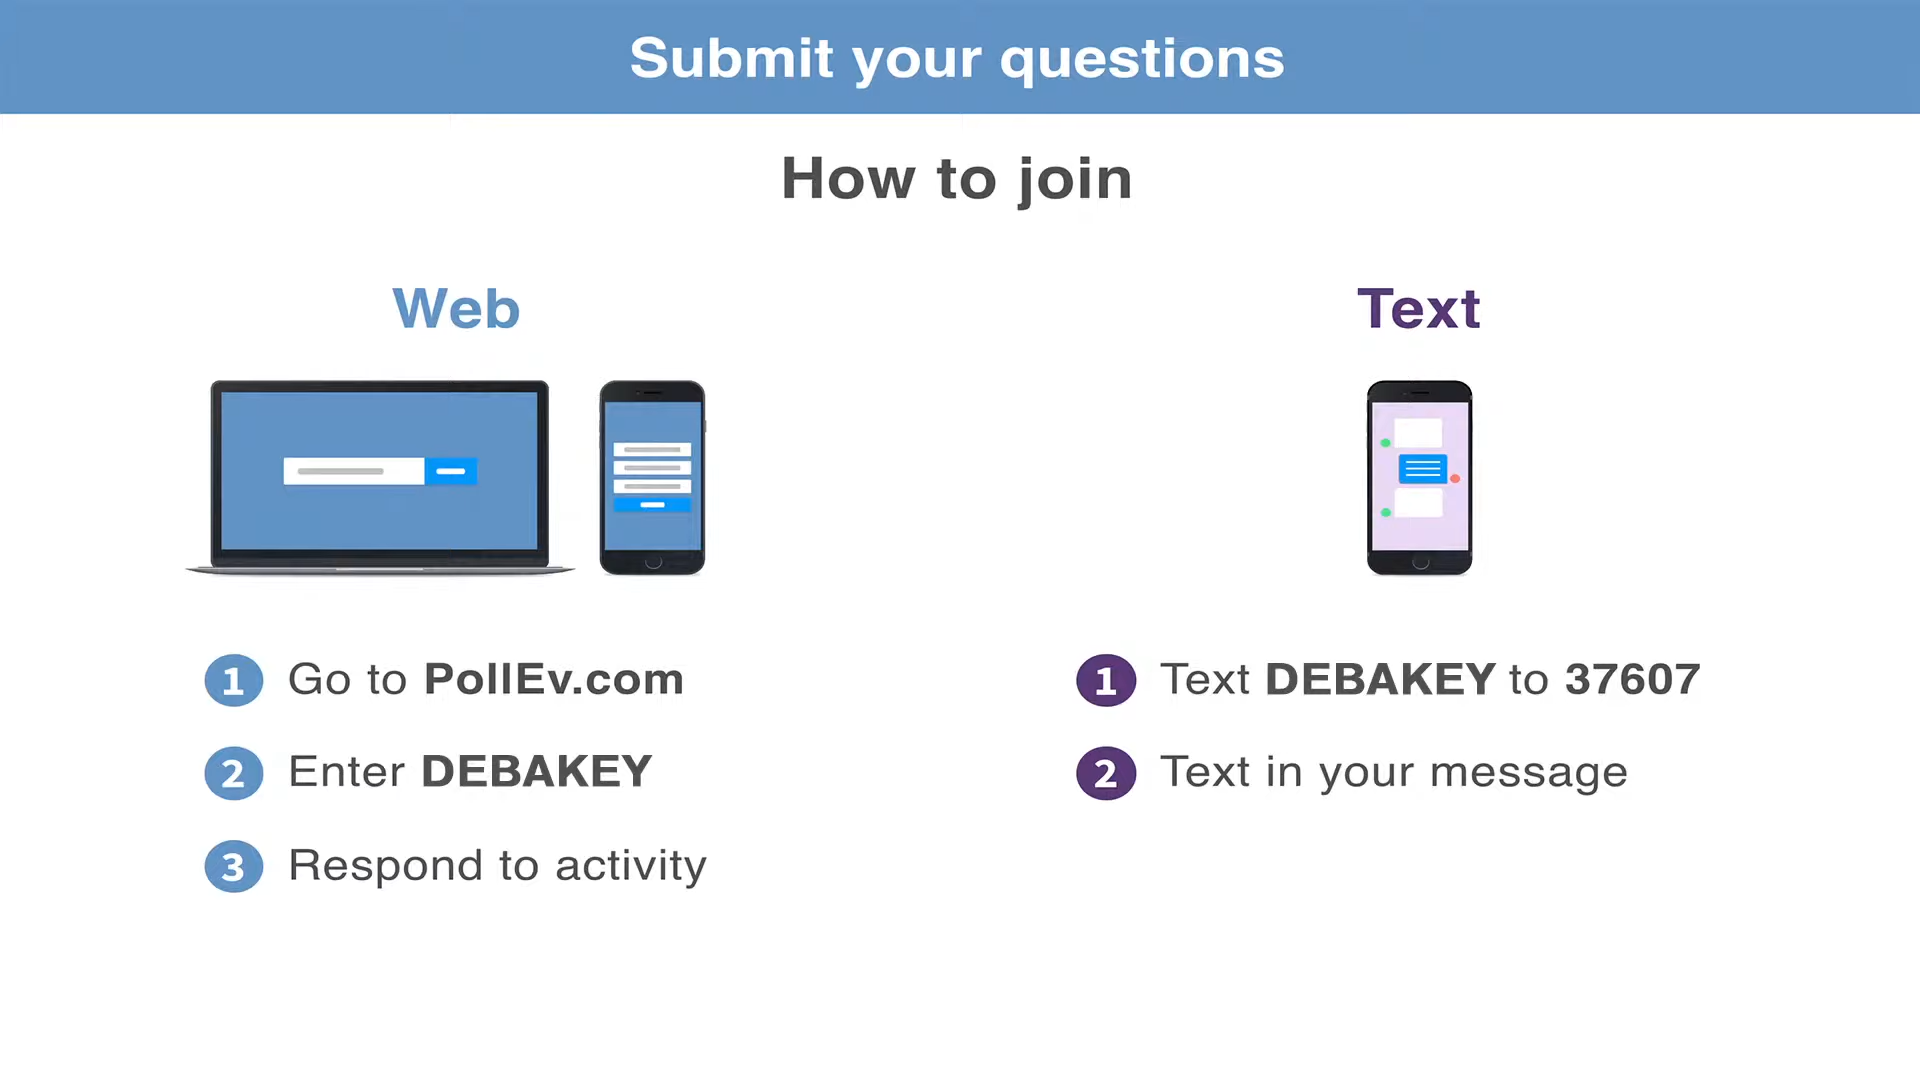 Submit your questions
How to join
Web
1 Go to PollEv.com
2 Enter DEBAKEY
3 Respond to activity
Text
1 Text DEBAKEY to 37607
2 Text in your message